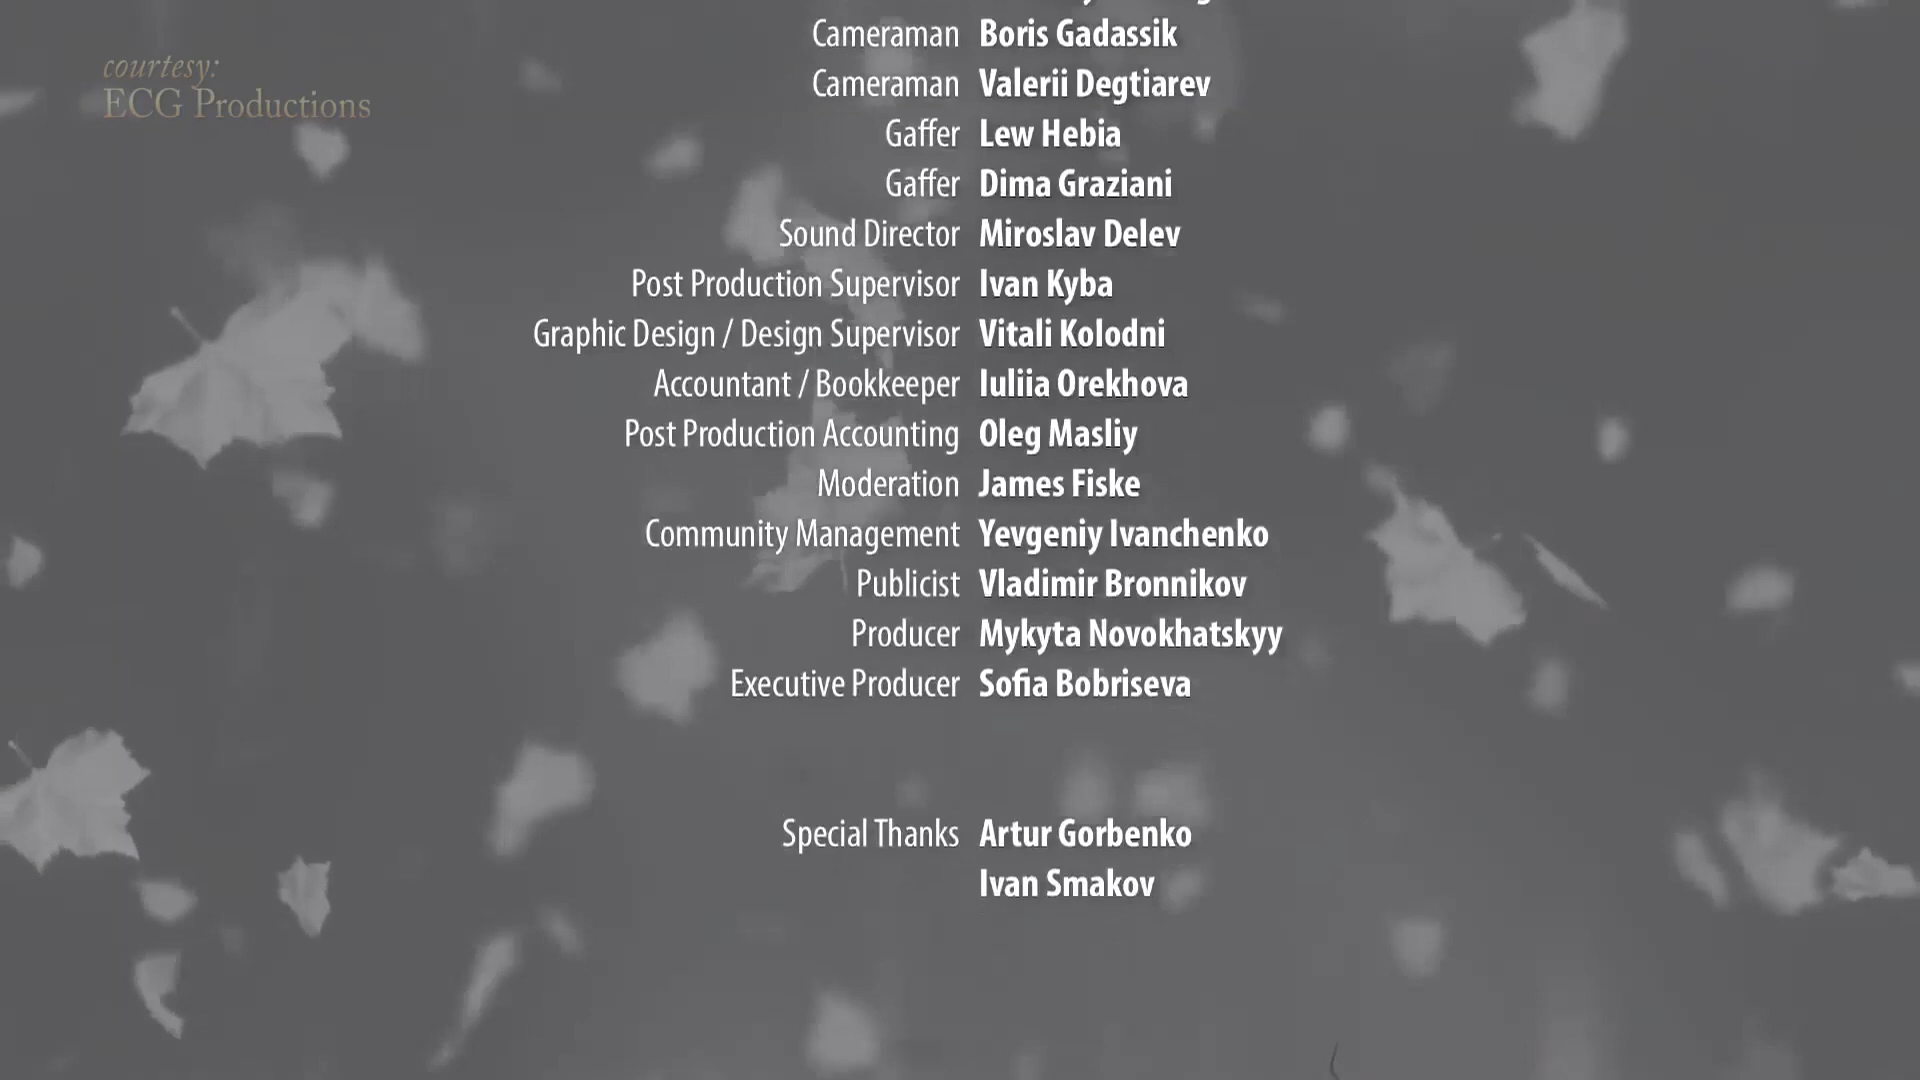 courtesy:
ECG Productions
Cameraman Boris Gadassik
Cameraman Valerii Degtiarev
Gaffer Lew Hebia
Gaffer Dima Graziani
Sound Director Miroslav Delev
Post Production Supervisor Ivan Kyba
Graphic Design / Design Supervisor Vitali Kolodni
Accountant / Bookkeeper Iuliia Orekhova
Post Production Accounting Oleg Masliy
Moderation James Fiske
Community Management Yevgeniy Ivanchenko
Publicist Vladimir Bronnikov
Producer Mykyta Novokhatskyy
Executive Producer Sofia Bobriseva
Special Thanks Artur Gorbenko
Ivan Smakov